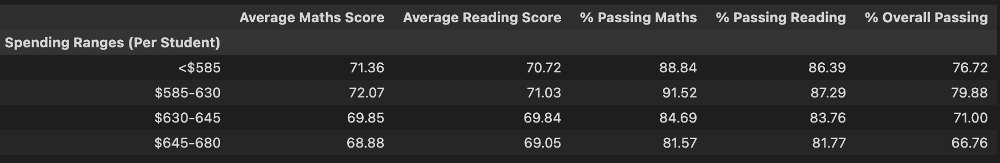 Average Maths Score Average Reading Score % Passing Maths % Passing Reading % Overall Passing
Spending Ranges (Per Student)
<$585 71.36 70.72 88.84 86.39 76.72
$585-630 72.07 71.03 91.52 87.29 79.88
$630-645 69.85 69.84 84.69 83.76 71.00
$645-680 68.88 69.05 81.57 81.77 66.76